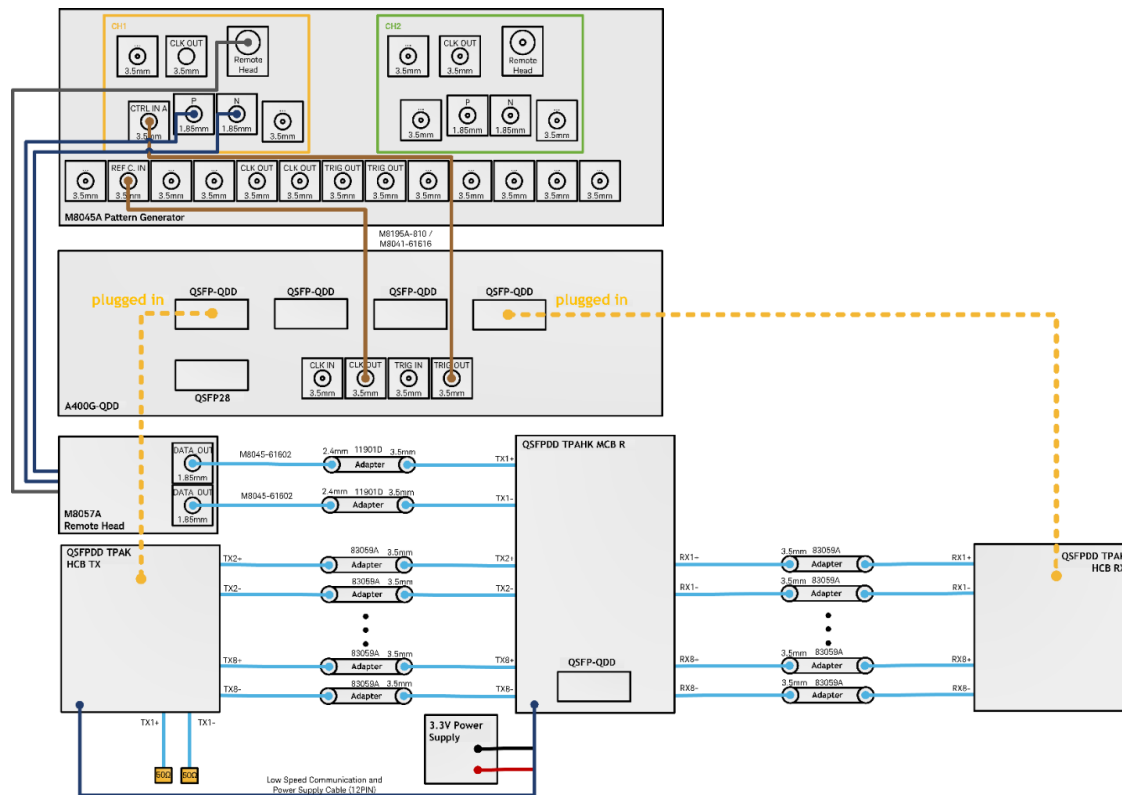 CH1
...
3.5mm
CLK OUT
3.5mm
Remote
Head
CTRL IN A
3.5mm
P
1.85mm
N
1.85mm
...
3.5mm
CH2
...
3.5mm
CLK OUT
3.5mm
Remote
Head
...
3.5mm
P
1.85mm
N
1.85mm
...
3.5mm
...
3.5mm
REF C. IN
3.5mm
...
3.5mm
...
3.5mm
CLK OUT
3.5mm
CLK OUT
3.5mm
TRIG OUT
3.5mm
TRIG OUT
3.5mm
...
3.5mm
...
3.5mm
...
3.5mm
...
3.5mm
...
3.5mm
M8045A Pattern Generator
M8195A-810 /
M8041-61616
QSFP-QDD
QSFP-QDD
QSFP-QDD
QSFP-QDD
plugged in
plugged in
QSFP28
CLK IN
3.5mm
CLK OUT
3.5mm
TRIG IN
3.5mm
TRIG OUT
3.5mm
A400G-QDD
DATA_OUT
1.85mm
DATA_OUT
1.85mm
M8057A
Remote Head
M8045-61602
2.4mm 11901D 3.5mm
Adapter
TX1+
M8045-61602
2.4mm 11901D 3.5mm
Adapter
TX1-
QSFPDD TPAHK MCB R
QSFPDD TPAK
HCB TX
TX2+
83059A 3.5mm
Adapter
TX2+
TX2-
83059A 3.5mm
Adapter
TX2-
TX8+
83059A 3.5mm
Adapter
TX8+
TX8-
83059A 3.5mm
Adapter
TX8-
QSFP-QDD
RX1-
3.5mm 83059A
Adapter
RX1+
RX1-
3.5mm 83059A
Adapter
RX1-
RX8-
3.5mm 83059A
Adapter
RX8+
RX8-
3.5mm 83059A
Adapter
RX8-
QSFPDD TPAK
HCB RX
TX1+
TX1-
50Ω
50Ω
3.3V Power
Supply
Low Speed Communication and
Power Supply Cable (12PIN)